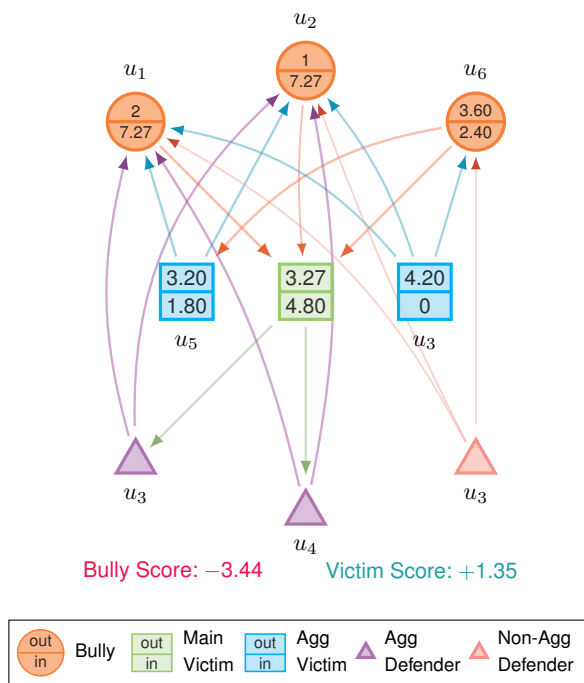 u2
u1
u6
1
7.27
2
7.27
3.60
2.40
3.20
1.80
3.27
4.80
4.20
0
u5
u3
u3
u4
u3
Bully Score: −3.44
Victim Score: +1.35
out
in
Bully
out
in
Main
Victim
out
in
Agg
Victim
Agg
Defender
Non-Agg
Defender